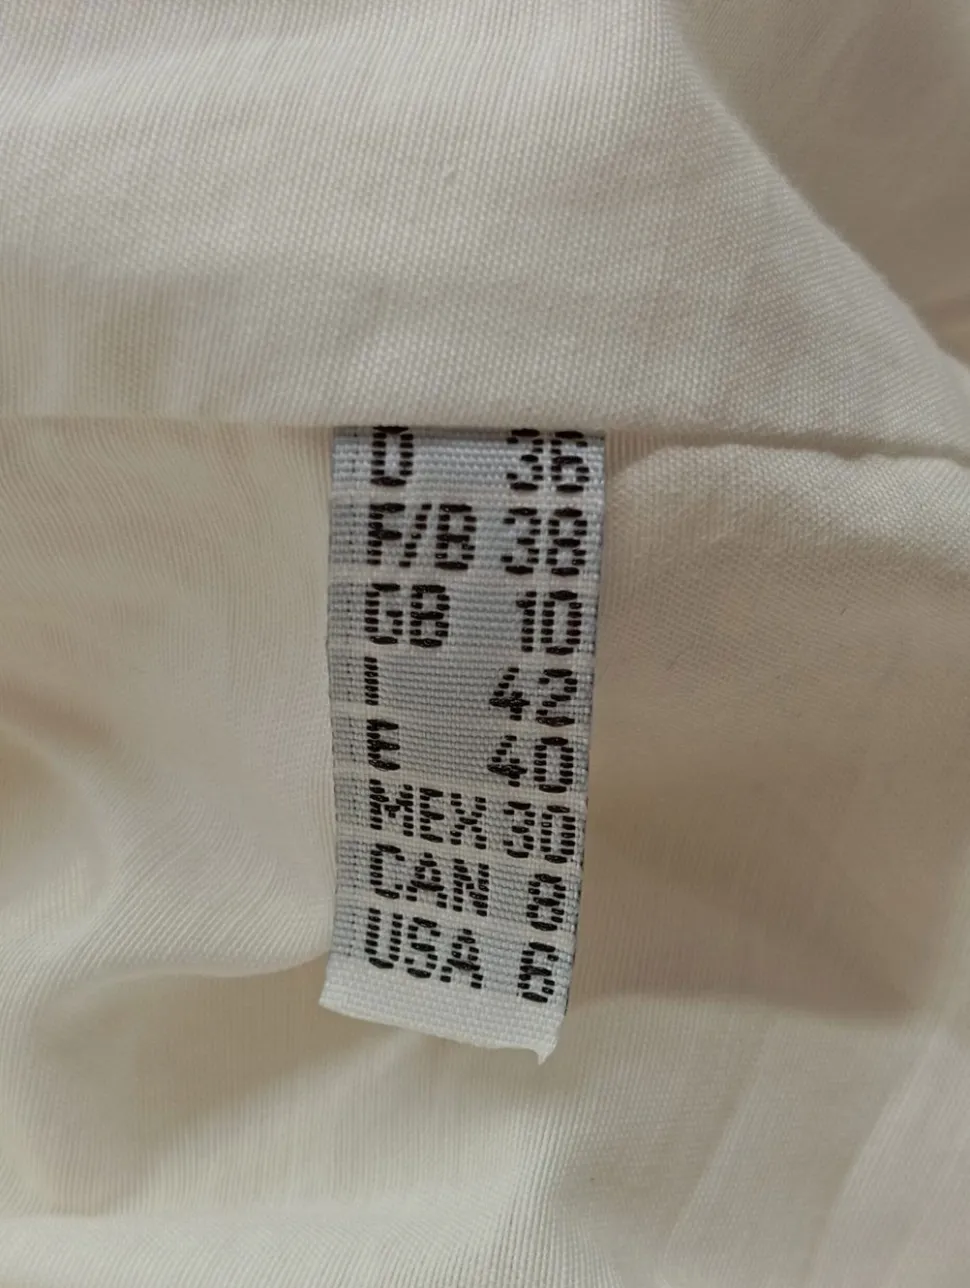 D 36
F/B 38
GB 10
I 42
E 40
MEX 30
CAN 8
USA 6